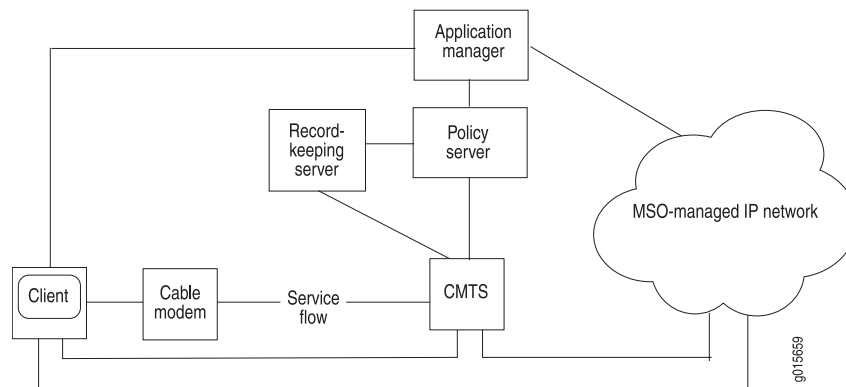 Application
manager
Record-
keeping
server
Policy
server
MSO-managed IP network
Client
Cable
modem
Service
flow
CMTS
g015659